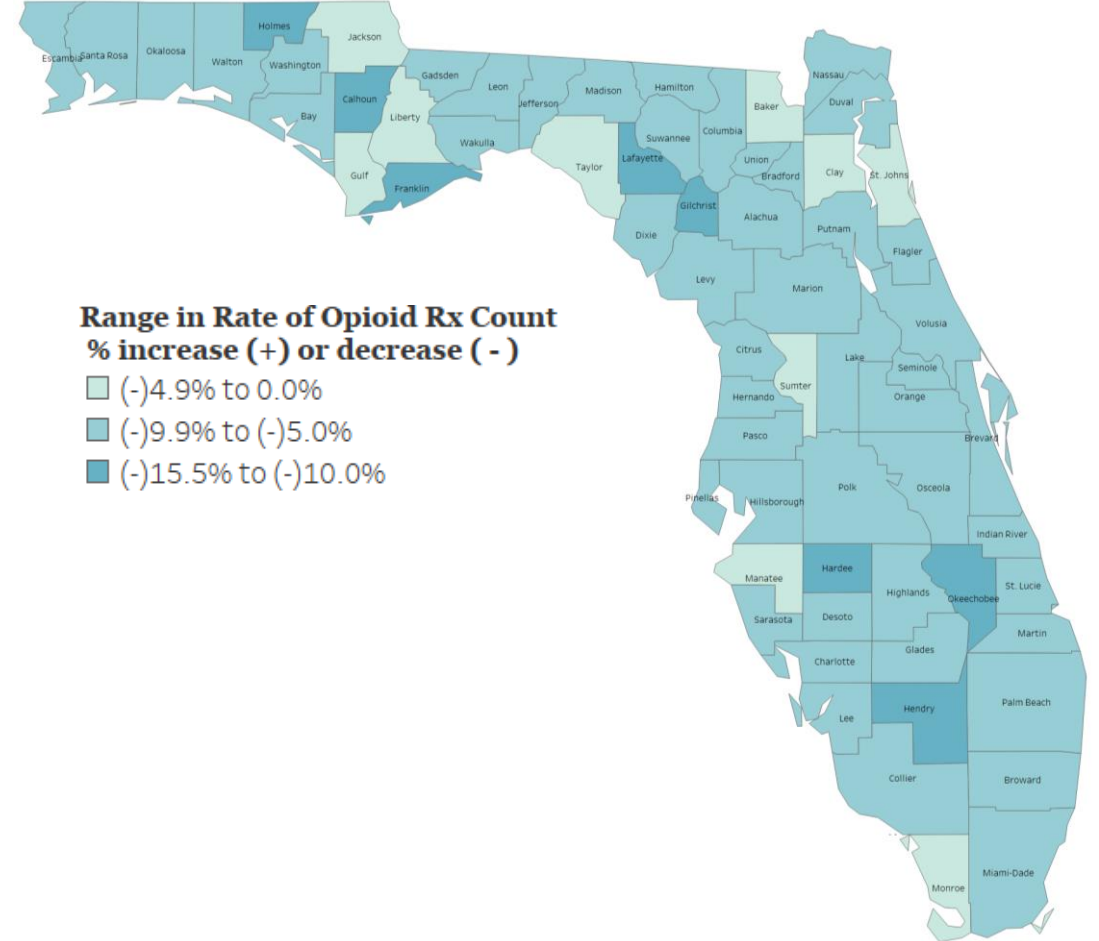 Holmes
Jackson
Escambia
Santa Rosa
Okaloosa
Walton
Washington
Calhoun
Bay
Liberty
Gulf
Franklin
Gadsden
Leon
Jefferson
Madison
Hamilton
Wakulla
Taylor
Lafayette
Suwannee
Columbia
Baker
Nassau
Duval
Union
Bradford
Clay
St. Johns
Gilchrist
Dixie
Alachua
Putnam
Flagler
Levy
Marion
Volusia
Range in Rate of Opioid Rx Count
% increase (+) or decrease ( - )
(-)4.9% to 0.0%
(-)9.9% to (-)5.0%
(-)15.5% to (-)10.0%
Citrus
Lake
Seminole
Sumter
Hernando
Orange
Pasco
Brevard
Pinellas
Hillsborough
Polk
Osceola
Indian River
Manatee
Hardee
Highlands
Okeechobee
St. Lucie
Sarasota
Desoto
Martin
Charlotte
Glades
Lee
Hendry
Palm Beach
Collier
Broward
Monroe
Miami-Dade